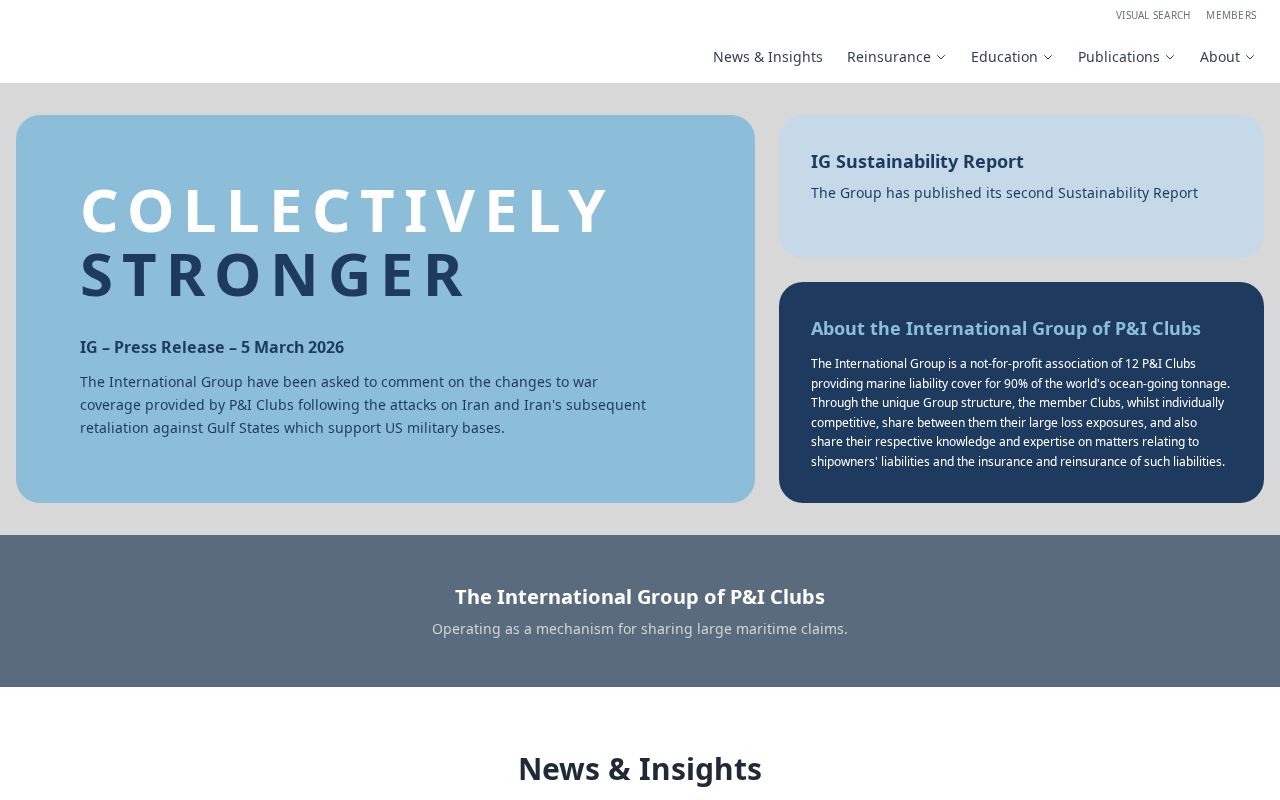 VISUAL SEARCH MEMBERS
News & Insights Reinsurance Education Publications About
COLLECTIVELY
STRONGER
IG – Press Release – 5 March 2026
The International Group have been asked to comment on the changes to war
coverage provided by P&I Clubs following the attacks on Iran and Iran's subsequent
retaliation against Gulf States which support US military bases.
IG Sustainability Report
The Group has published its second Sustainability Report
About the International Group of P&I Clubs
The International Group is a not-for-profit association of 12 P&I Clubs
providing marine liability cover for 90% of the world's ocean-going tonnage.
Through the unique Group structure, the member Clubs, whilst individually
competitive, share between them their large loss exposures, and also
share their respective knowledge and expertise on matters relating to
shipowners' liabilities and the insurance and reinsurance of such liabilities.
The International Group of P&I Clubs
Operating as a mechanism for sharing large maritime claims.
News & Insights